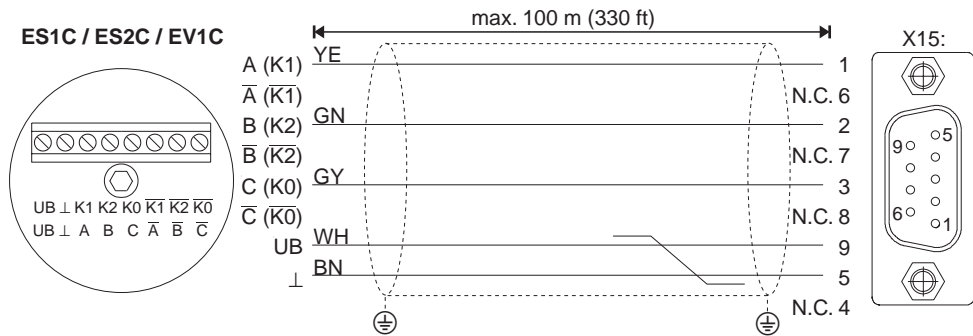 max. 100 m (330 ft)
ES1C / ES2C / EV1C
X15:
A (K1) YE 1
A̅ (K̅1̅) N.C. 6
B (K2) GN 2
B̅ (K̅2̅) N.C. 7
C (K0) GY 3
C̅ (K̅0̅) N.C. 8
UB WH 9
⊥ BN 5
N.C. 4
UB ⊥ K1 K2 K0 K̅1̅ K̅2̅ K̅0̅
UB ⊥ A B C A̅ B̅ C̅
9 5
6 1